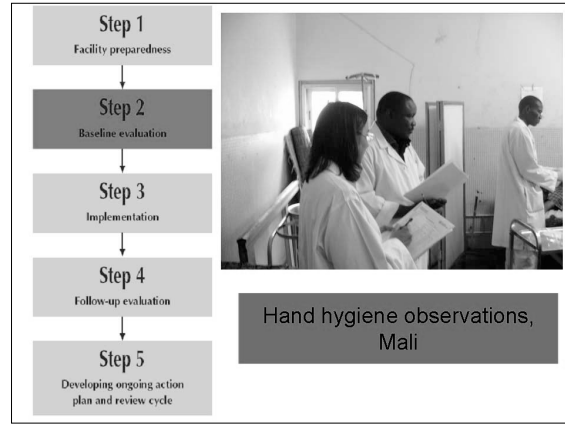 Step 1
Facility preparedness
Step 2
Baseline evaluation
Step 3
Implementation
Step 4
Follow-up evaluation
Step 5
Developing ongoing action
plan and review cycle
Hand hygiene observations,
Mali